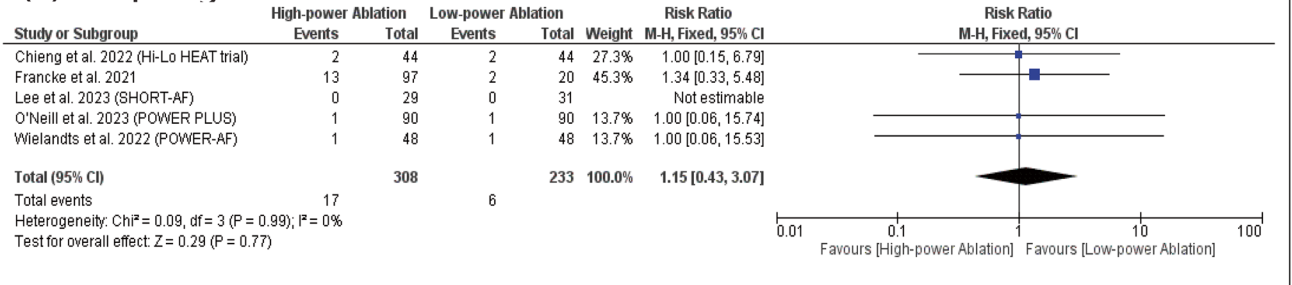 High-power Ablation Low-power Ablation Risk Ratio Risk Ratio
Study or Subgroup Events Total Events Total Weight M-H, Fixed, 95% CI M-H, Fixed, 95% CI
Chieng et al. 2022 (Hi-Lo HEAT trial) 2 44 2 44 27.3% 1.00 [0.15, 6.79]
Francke et al. 2021 13 97 2 20 45.3% 1.34 [0.33, 5.48]
Lee et al. 2023 (SHORT-AF) 0 29 0 31 Not estimable
O'Neill et al. 2023 (POWER PLUS) 1 90 1 90 13.7% 1.00 [0.06, 15.74]
Wielandts et al. 2022 (POWER-AF) 1 48 1 48 13.7% 1.00 [0.06, 15.53]
Total (95% CI) 308 233 100.0% 1.15 [0.43, 3.07]
Total events 17 6
Heterogeneity: Chi² = 0.09, df = 3 (P = 0.99); I² = 0%
Test for overall effect: Z = 0.29 (P = 0.77)
0.01 0.1 1 10 100
Favours [High-power Ablation] Favours [Low-power Ablation]